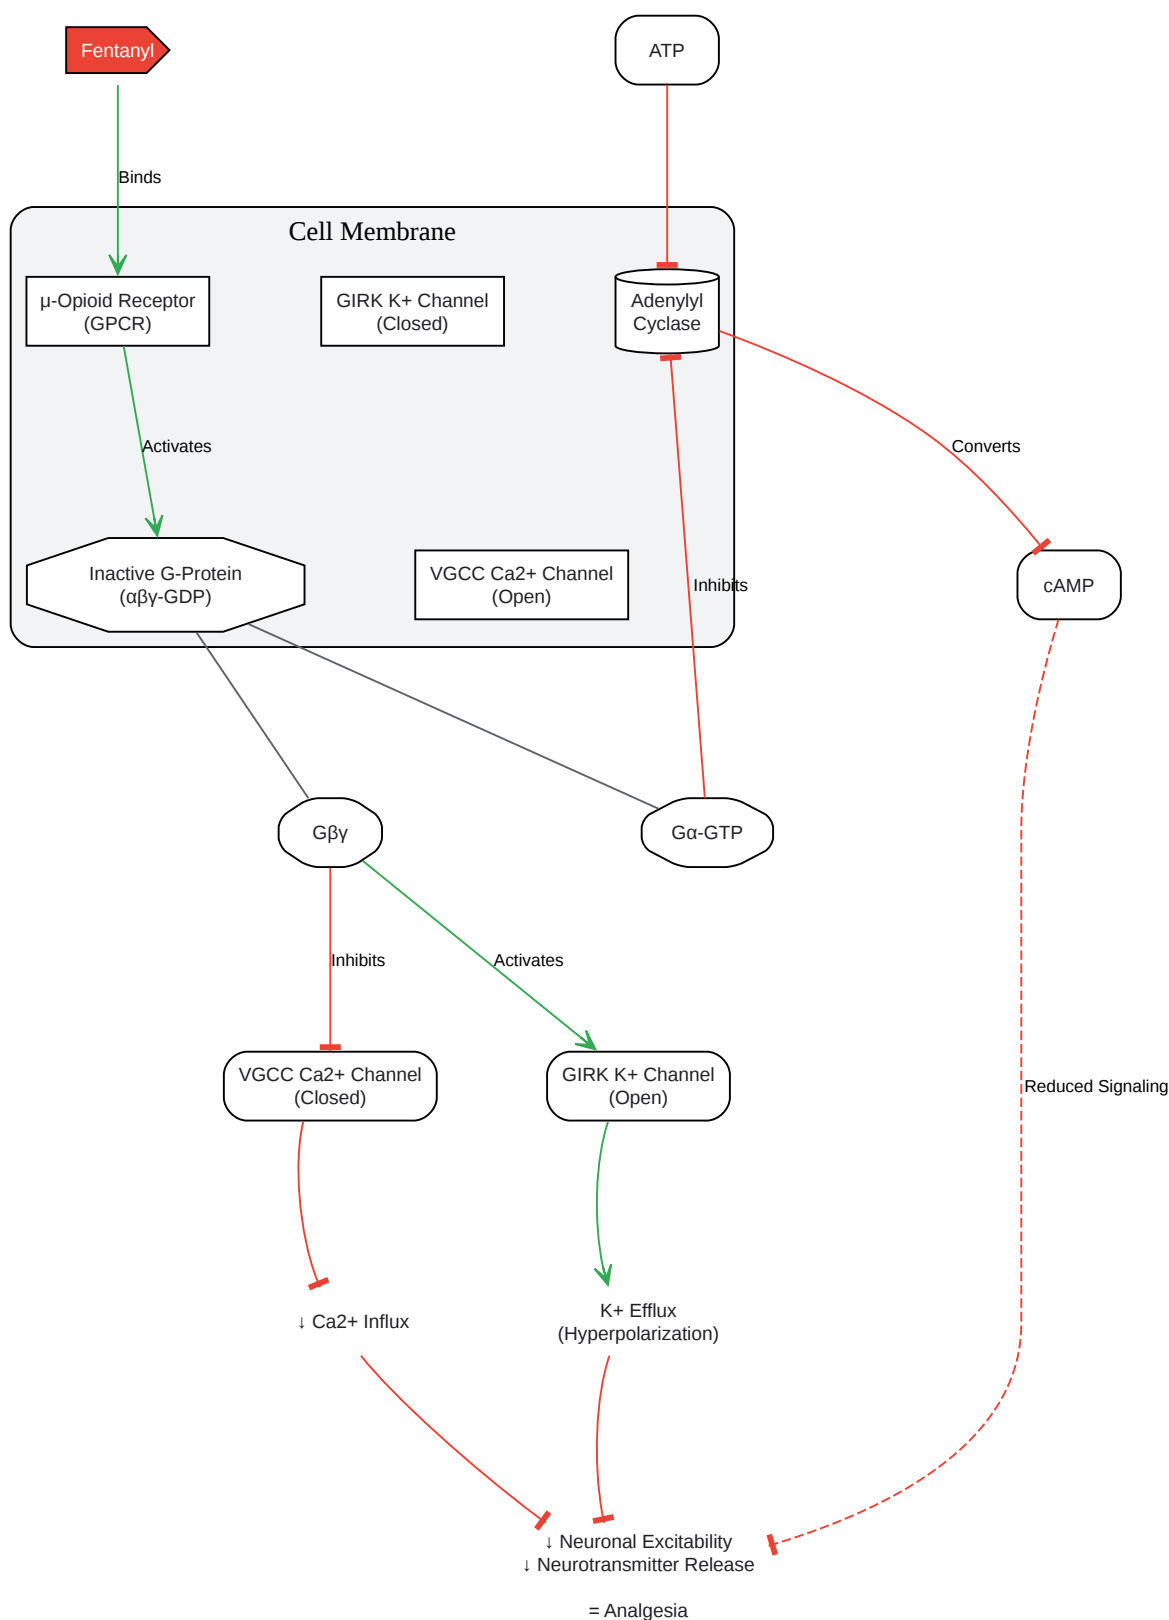 Fentanyl
ATP
Binds
Cell Membrane
μ-Opioid Receptor
(GPCR)
GIRK K+ Channel
(Closed)
Adenylyl
Cyclase
Activates
Converts
Inactive G-Protein
(αβγ-GDP)
VGCC Ca2+ Channel
(Open)
Inhibits
cAMP
Gβγ
Gα-GTP
Inhibits
Activates
VGCC Ca2+ Channel
(Closed)
GIRK K+ Channel
(Open)
Reduced Signaling
↓ Ca2+ Influx
K+ Efflux
(Hyperpolarization)
↓ Neuronal Excitability
↓ Neurotransmitter Release
= Analgesia